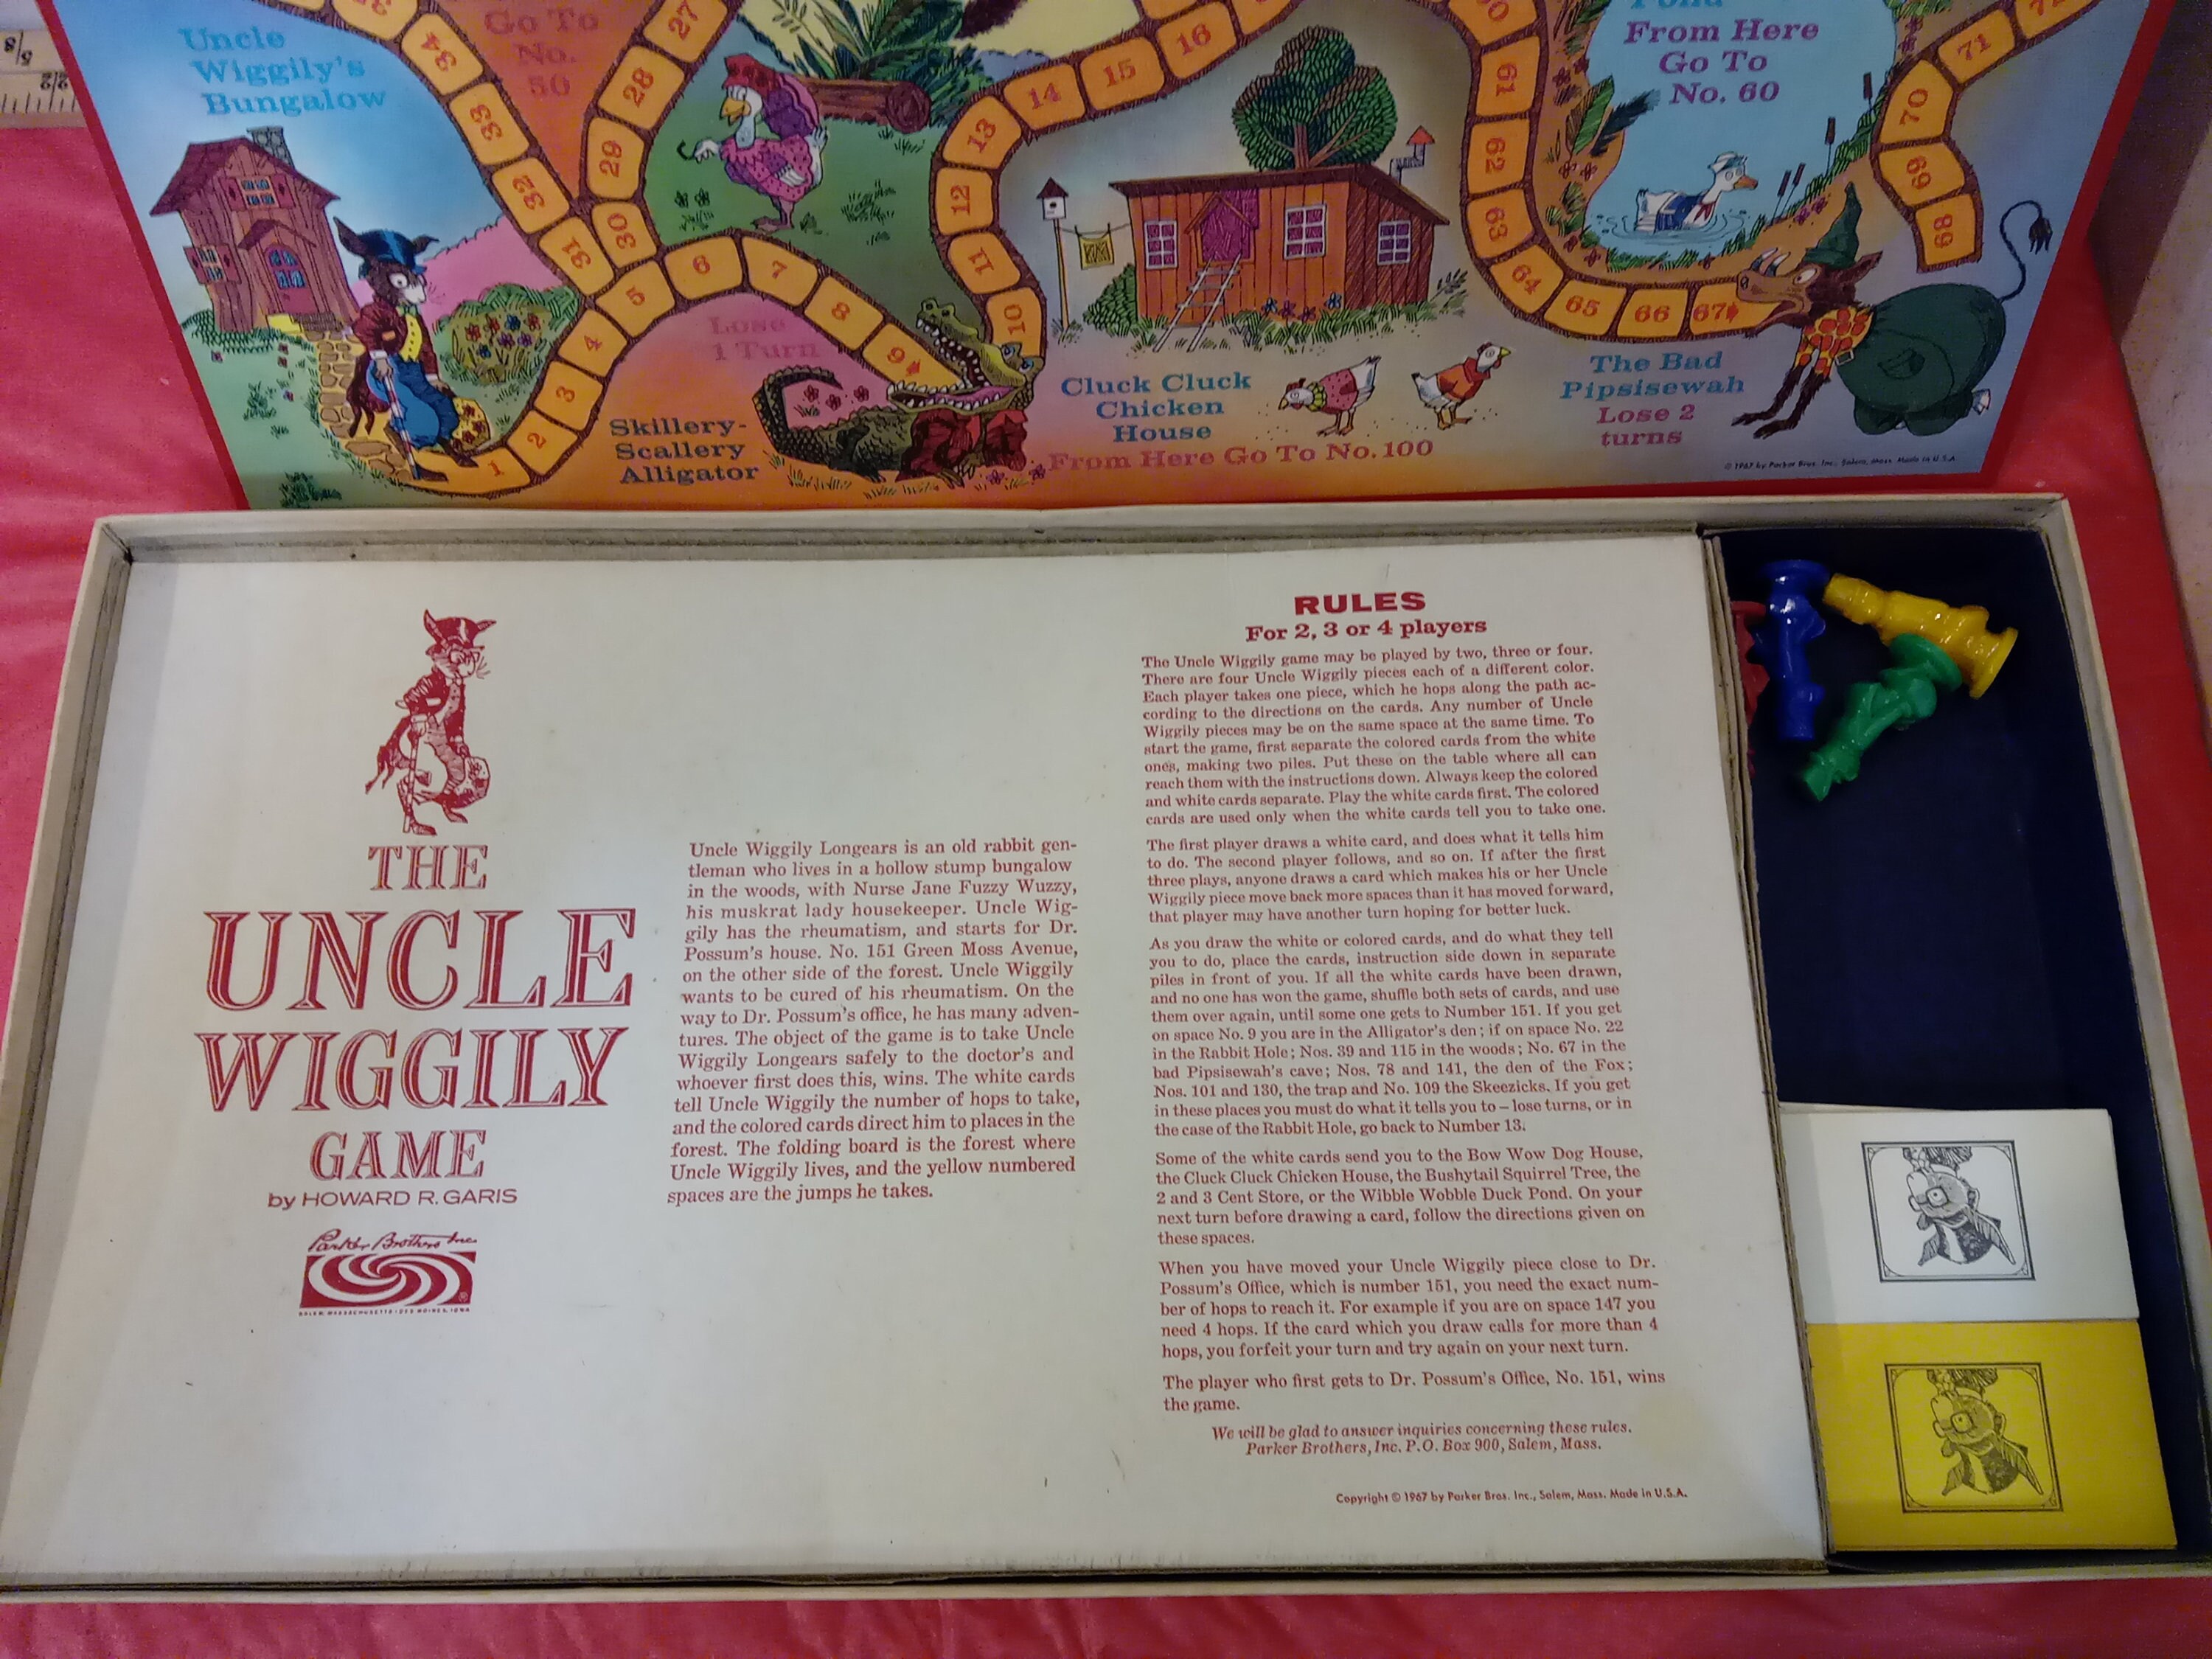 Uncle
Wiggily's
Bungalow
Go To
No.
50
From Here
Go To
No. 60
34
33
32
31
27
28
29
30
1
2
3
4
5
6
7
8
9
10
11
12
13
14
15
16
61
62
63
64
65
66
67
89
69
70
71
Lose
1 Turn
Skillery-
Scallery
Alligator
Cluck Cluck
Chicken
House
From Here Go To No. 100
The Bad
Pipsisewah
Lose 2
turns
© 1967 by Parker Bros. Inc., Salem, Mass. Made in U.S.A.
THE
UNCLE
WIGGILY
GAME
by HOWARD R. GARIS
Parker Brothers Inc.
Uncle Wiggily Longears is an old rabbit gen-
tleman who lives in a hollow stump bungalow
in the woods, with Nurse Jane Fuzzy Wuzzy,
his muskrat lady housekeeper. Uncle Wig-
gily has the rheumatism, and starts for Dr.
Possum's house. No. 151 Green Moss Avenue,
on the other side of the forest. Uncle Wiggily
wants to be cured of his rheumatism. On the
way to Dr. Possum's office, he has many adven-
tures. The object of the game is to take Uncle
Wiggily Longears safely to the doctor's and
whoever first does this, wins. The white cards
tell Uncle Wiggily the number of hops to take,
and the colored cards direct him to places in the
forest. The folding board is the forest where
Uncle Wiggily lives, and the yellow numbered
spaces are the jumps he takes.
RULES
For 2, 3 or 4 players
The Uncle Wiggily game may be played by two, three or four.
There are four Uncle Wiggily pieces each of a different color.
Each player takes one piece, which he hops along the path ac-
cording to the directions on the cards. Any number of Uncle
Wiggily pieces may be on the same space at the same time. To
start the game, first separate the colored cards from the white
ones, making two piles. Put these on the table where all can
reach them with the instructions down. Always keep the colored
and white cards separate. Play the white cards first. The colored
cards are used only when the white cards tell you to take one.
The first player draws a white card, and does what it tells him
to do. The second player follows, and so on. If after the first
three plays, anyone draws a card which makes his or her Uncle
Wiggily piece move back more spaces than it has moved forward,
that player may have another turn hoping for better luck.
As you draw the white or colored cards, and do what they tell
you to do, place the cards, instruction side down in separate
piles in front of you. If all the white cards have been drawn,
and no one has won the game, shuffle both sets of cards, and use
them over again, until some one gets to Number 151. If you get
on space No. 9 you are in the Alligator's den; if on space No. 22
in the Rabbit Hole; Nos. 39 and 115 in the woods; No. 67 in the
bad Pipsisewah's cave; Nos. 78 and 141, the den of the Fox;
Nos. 101 and 130, the trap and No. 109 the Skeezicks. If you get
in these places you must do what it tells you to – lose turns, or in
the case of the Rabbit Hole, go back to Number 13.
Some of the white cards send you to the Bow Wow Dog House,
the Cluck Cluck Chicken House, the Bushytail Squirrel Tree, the
2 and 3 Cent Store, or the Wibble Wobble Duck Pond. On your
next turn before drawing a card, follow the directions given on
these spaces.
When you have moved your Uncle Wiggily piece close to Dr.
Possum's Office, which is number 151, you need the exact num-
ber of hops to reach it. For example if you are on space 147 you
need 4 hops. If the card which you draw calls for more than 4
hops, you forfeit your turn and try again on your next turn.
The player who first gets to Dr. Possum's Office, No. 151, wins
the game.
We will be glad to answer inquiries concerning these rules.
Parker Brothers, Inc. P.O. Box 900, Salem, Mass.
Copyright © 1967 by Parker Bros. Inc., Salem, Mass. Made in U.S.A.